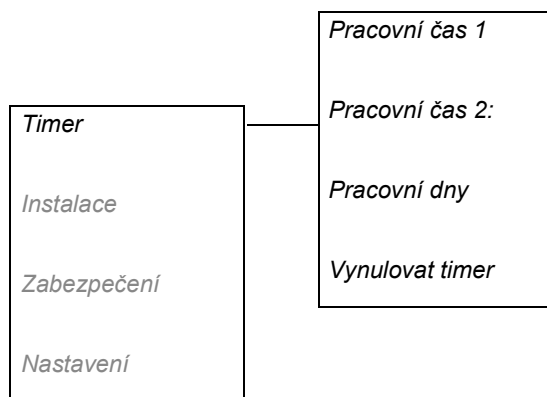 Timer
Instalace
Zabezpečení
Nastavení
Pracovní čas 1
Pracovní čas 2:
Pracovní dny
Vynulovat timer